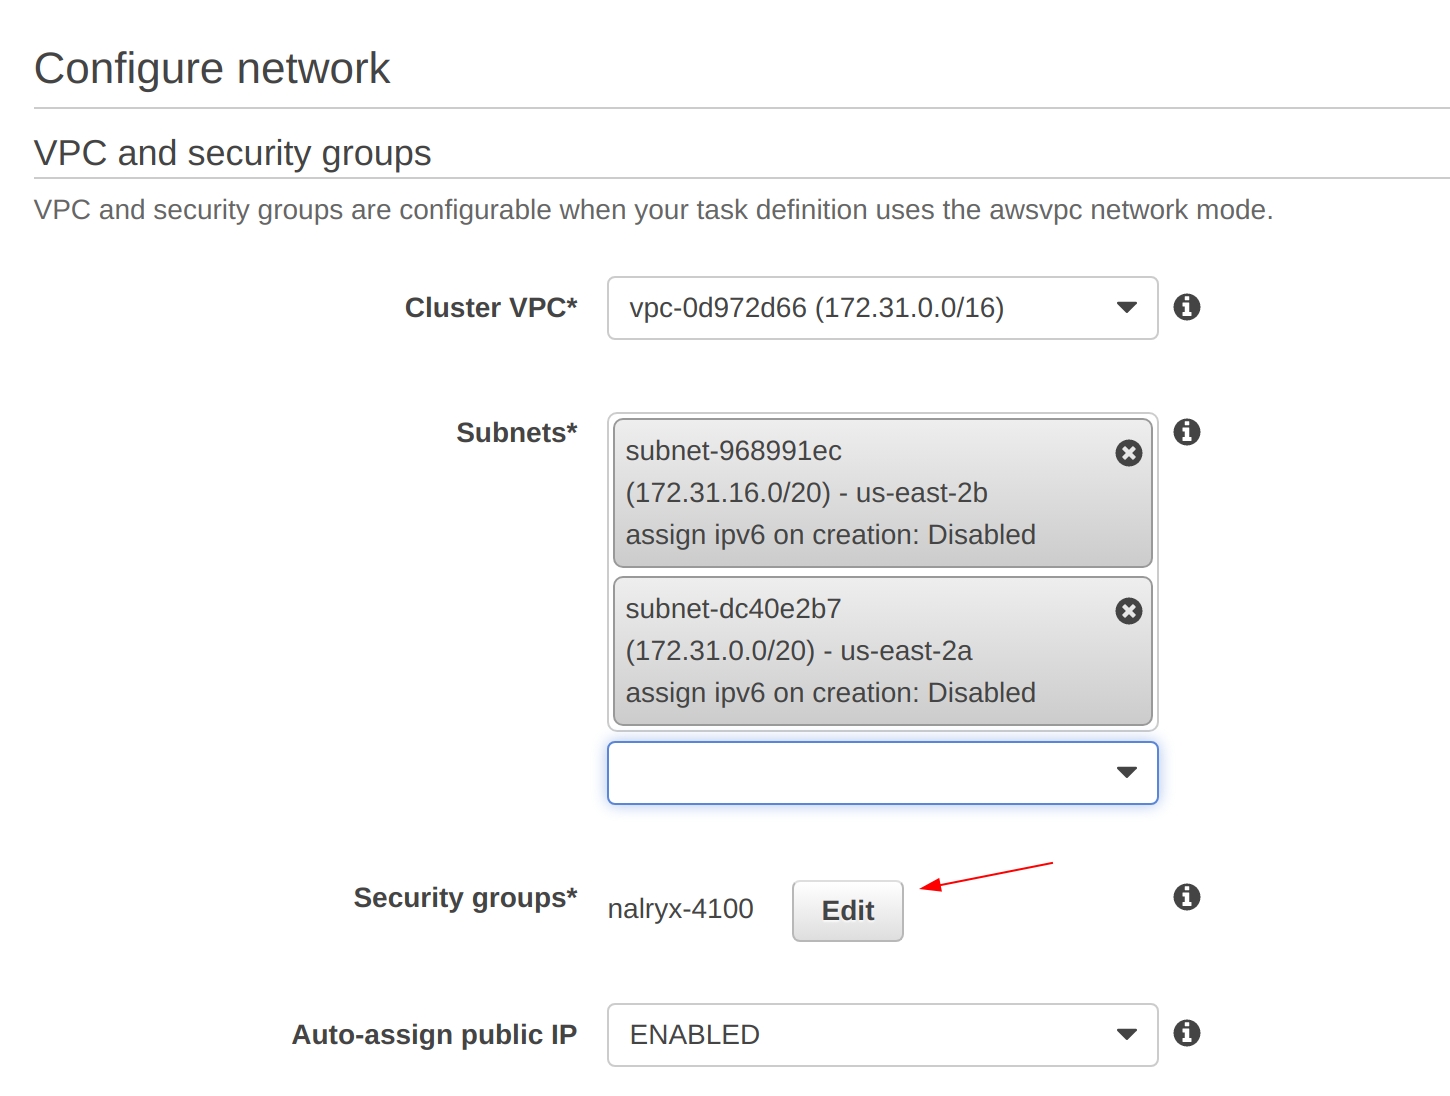 Configure network
VPC and security groups
VPC and security groups are configurable when your task definition uses the awsvpc network mode.
Cluster VPC*
vpc-0d972d66 (172.31.0.0/16)
Subnets*
subnet-968991ec
(172.31.16.0/20) - us-east-2b
assign ipv6 on creation: Disabled
subnet-dc40e2b7
(172.31.0.0/20) - us-east-2a
assign ipv6 on creation: Disabled
Security groups*
nalryx-4100
Edit
Auto-assign public IP
ENABLED